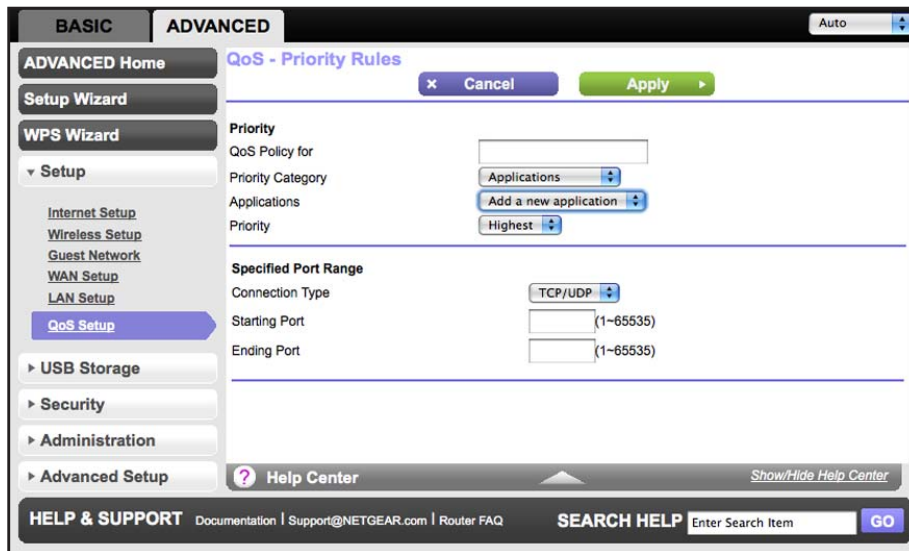 BASIC
ADVANCED
Auto
ADVANCED Home
Setup Wizard
WPS Wizard
Setup
Internet Setup
Wireless Setup
Guest Network
WAN Setup
LAN Setup
QoS Setup
USB Storage
Security
Administration
Advanced Setup
QoS - Priority Rules
x Cancel
Apply
Priority
QoS Policy for
Priority Category Applications
Applications Add a new application
Priority Highest
Specified Port Range
Connection Type TCP/UDP
Starting Port (1~65535)
Ending Port (1~65535)
? Help Center
Show/Hide Help Center
HELP & SUPPORT Documentation | Support@NETGEAR.com | Router FAQ
SEARCH HELP Enter Search Item GO